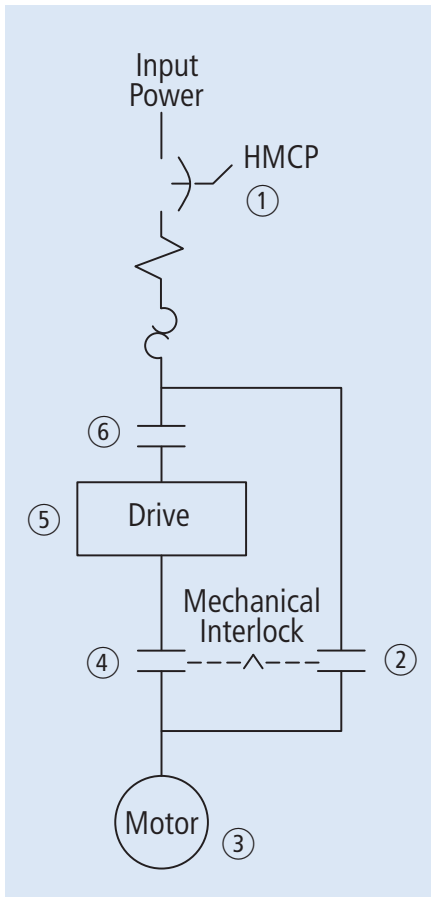 Input
Power
HMCP
①
⑥
⑤
Drive
Mechanical
Interlock
④
②
Motor
③